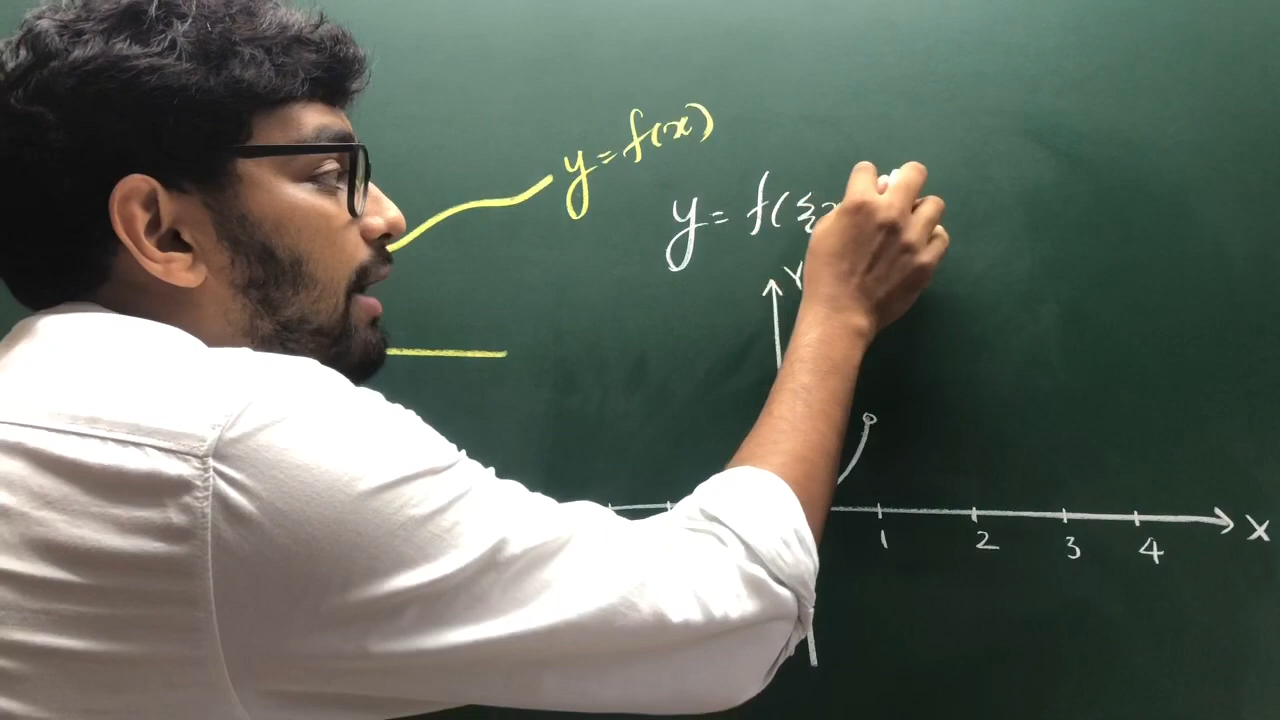 y = f(x)
y = f({x
Y
X
1 2 3 4